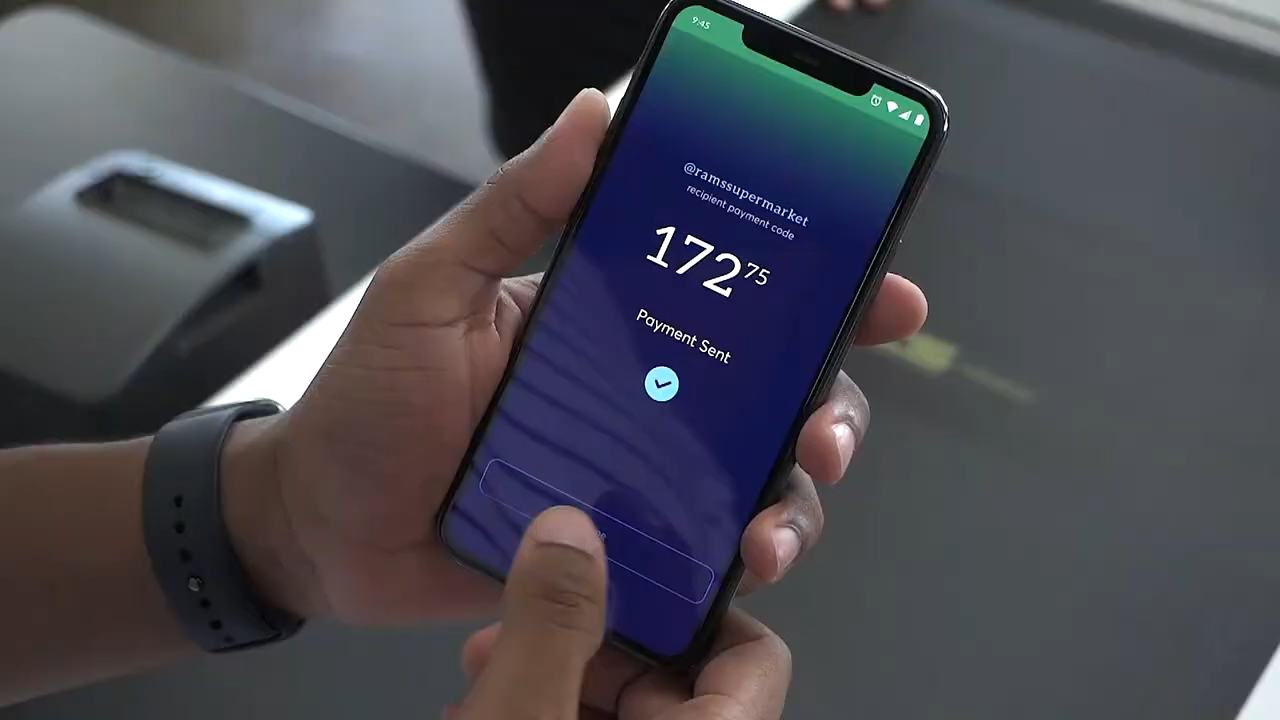 9:45
@ramssupermarket
recipient payment code
172 75
Payment Sent